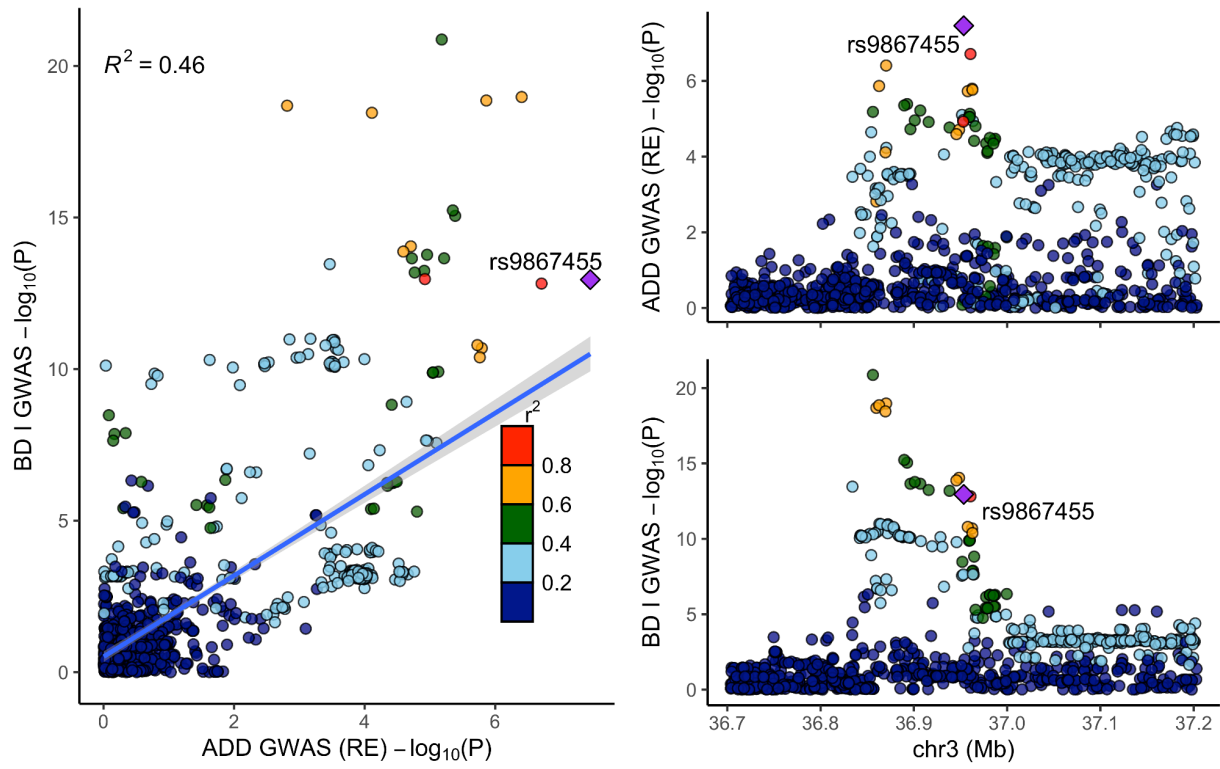 BD I GWAS −log10(P)
20
15
10
5
0
R² = 0.46
rs9867455
r²
0.8
0.6
0.4
0.2
0
2
4
6
ADD GWAS (RE) −log10(P)
ADD GWAS (RE) −log10(P)
6
4
2
0
rs9867455
BD I GWAS −log10(P)
20
15
10
5
0
rs9867455
36.7
36.8
36.9
37.0
37.1
37.2
chr3 (Mb)